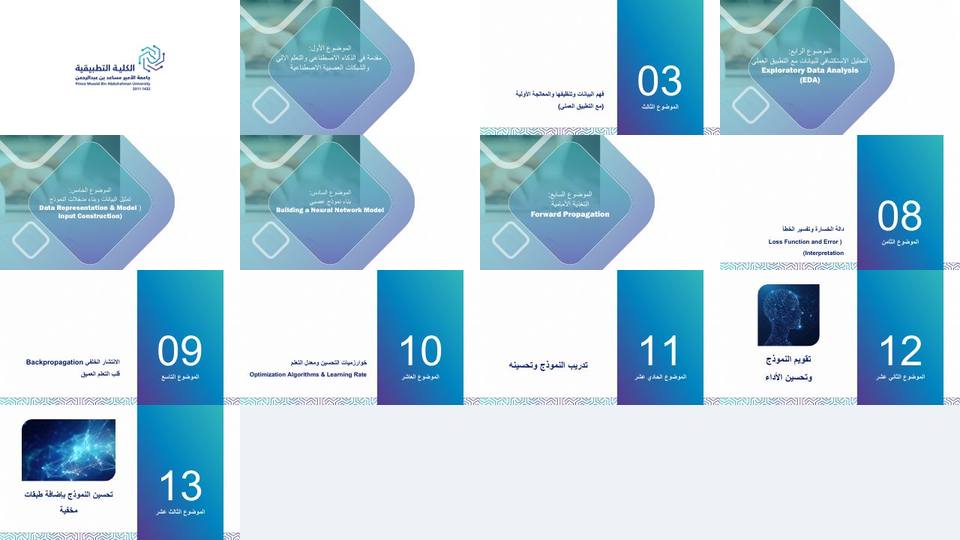 الكلية التطبيقية
جامعة الأمير مساعد بن عبدالرحمن
Prince Musaid Bin Abdulrahman University
2011-1432
الموضوع الأول:
مقدمة في الذكاء الاصطناعي والتعلم الآلي
والشبكات العصبية الاصطناعية
03
الموضوع الثالث
فهم البيانات وتنظيفها والمعالجة الأولية
(مع التطبيق العملي)
الموضوع الرابع:
التحليل الاستكشافي للبيانات مع التطبيق العملي
Exploratory Data Analysis
(EDA)
الموضوع الخامس:
تمثيل البيانات وبناء مدخلات النموذج
Data Representation & Model )
Input Construction)
الموضوع السادس:
بناء نموذج عصبي
Building a Neural Network Model
الموضوع السابع:
التغذية الأمامية
Forward Propagation
08
الموضوع الثامن
دالة الخسارة وتفسير الخطأ
Loss Function and Error )
(Interpretation
09
الموضوع التاسع
الانتشار الخلفي Backpropagation
قلب التعلم العميق
10
الموضوع العاشر
خوارزميات التحسين ومعدل التعلم
Optimization Algorithms & Learning Rate
11
الموضوع الحادي عشر
تدريب النموذج وتحسينه
12
الموضوع الثاني عشر
تقويم النموذج
وتحسين الأداء
13
الموضوع الثالث عشر
تحسين النموذج بإضافة طبقات
مخفية